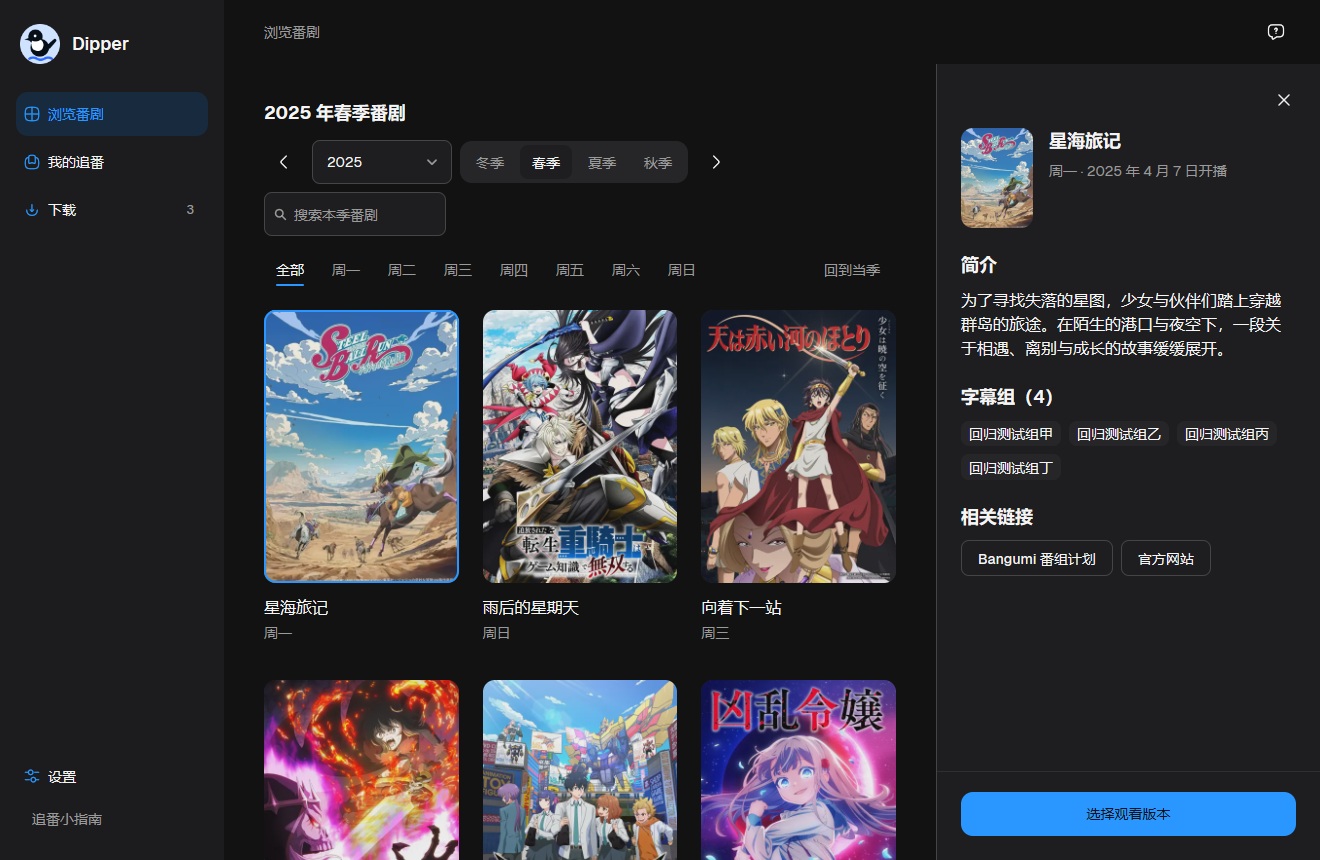 Dipper
浏览番剧
我的追番
下载 3
设置
追番小指南
浏览番剧
2025 年春季番剧
2025
冬季 春季 夏季 秋季
搜索本季番剧
全部 周一 周二 周三 周四 周五 周六 周日 回到当季
STEEL
BALL RUN
星海旅记
周一
転生重騎士
ゲーム知識で無双する
雨后的星期天
周日
天は赤い河のほとり
少女は暁の空を征く
向着下一站
周三
凶乱令嬢
星海旅记
周一 · 2025 年 4 月 7 日开播
简介
为了寻找失落的星图，少女与伙伴们踏上穿越
群岛的旅途。在陌生的港口与夜空下，一段关
于相遇、离别与成长的故事缓缓展开。
字幕组（4）
回归测试组甲 回归测试组乙 回归测试组丙
回归测试组丁
相关链接
Bangumi 番组计划 官方网站
选择观看版本